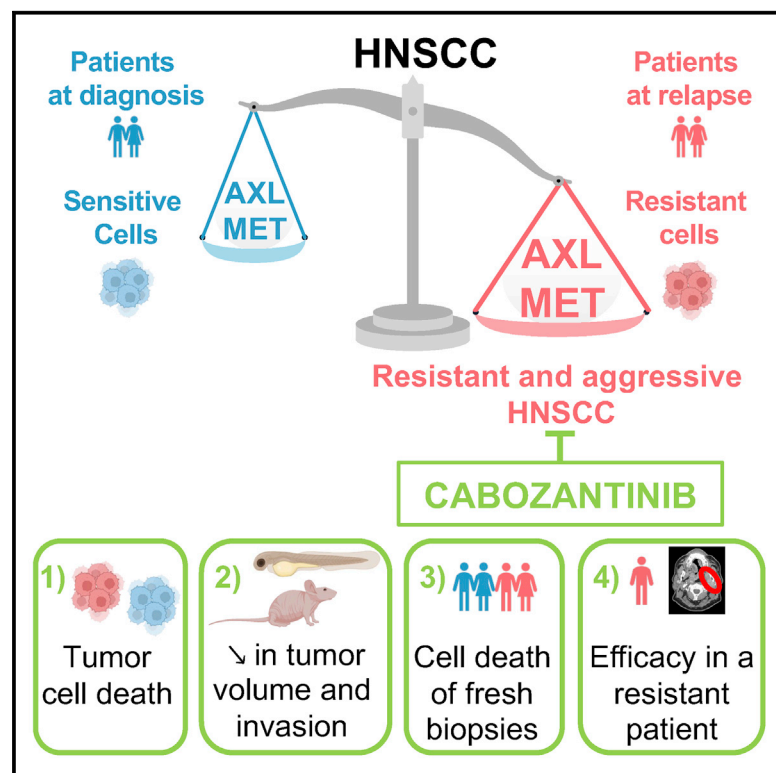 HNSCC
Patients
at diagnosis
Sensitive
Cells
AXL
MET
Patients
at relapse
Resistant
cells
AXL
MET
Resistant and aggressive
HNSCC
CABOZANTINIB
1)
Tumor
cell death
2)
↘ in tumor
volume and
invasion
3)
Cell death
of fresh
biopsies
4)
Efficacy in a
resistant
patient